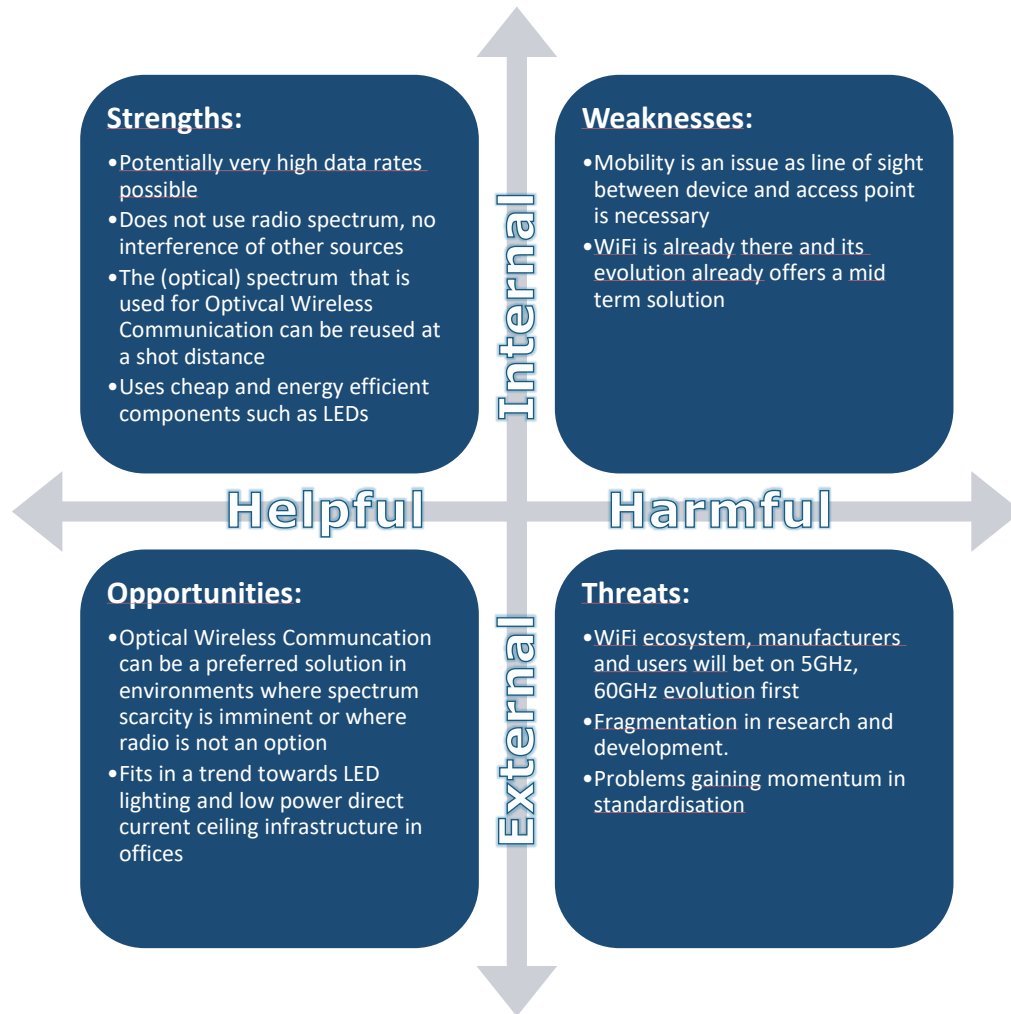 Strengths:
•Potentially very high data rates
possible
•Does not use radio spectrum, no
interference of other sources
•The (optical) spectrum that is
used for Optivcal Wireless
Communication can be reused at
a shot distance
•Uses cheap and energy efficient
components such as LEDs
Weaknesses:
•Mobility is an issue as line of sight
between device and access point
is necessary
•WiFi is already there and its
evolution already offers a mid
term solution
Internal
Helpful
Harmful
External
Opportunities:
•Optical Wireless Communcation
can be a preferred solution in
environments where spectrum
scarcity is imminent or where
radio is not an option
•Fits in a trend towards LED
lighting and low power direct
current ceiling infrastructure in
offices
Threats:
•WiFi ecosystem, manufacturers
and users will bet on 5GHz,
60GHz evolution first
•Fragmentation in research and
development.
•Problems gaining momentum in
standardisation